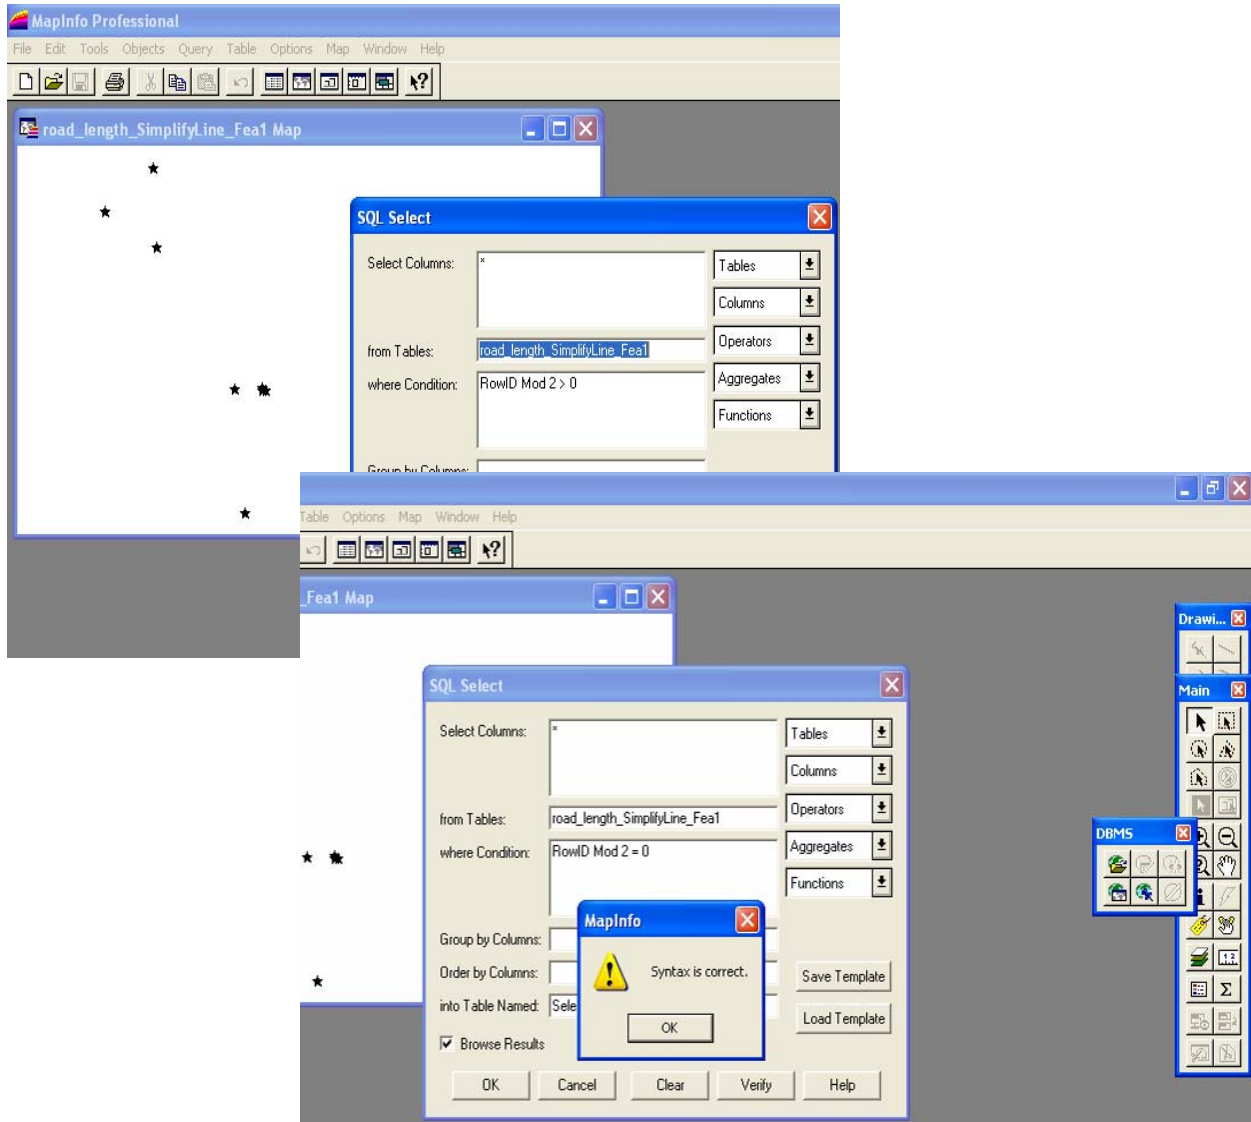 MapInfo Professional
File Edit Tools Objects Query Table Options Map Window Help
road_length_SimplifyLine_Fea1 Map
SQL Select
Select Columns: *
Tables
Columns
from Tables: road_length_SimplifyLine_Fea1
Operators
where Condition: RowID Mod 2 > 0
Aggregates
Functions
Group by Columns:
Table Options Map Window Help
_Fea1 Map
Drawi...
Main
SQL Select
Select Columns: *
Tables
Columns
from Tables: road_length_SimplifyLine_Fea1
Operators
where Condition: RowID Mod 2 = 0
Aggregates
Functions
DBMS
MapInfo
Syntax is correct.
OK
Group by Columns:
Order by Columns:
into Table Named: Sele
Save Template
Load Template
Browse Results
OK Cancel Clear Verify Help